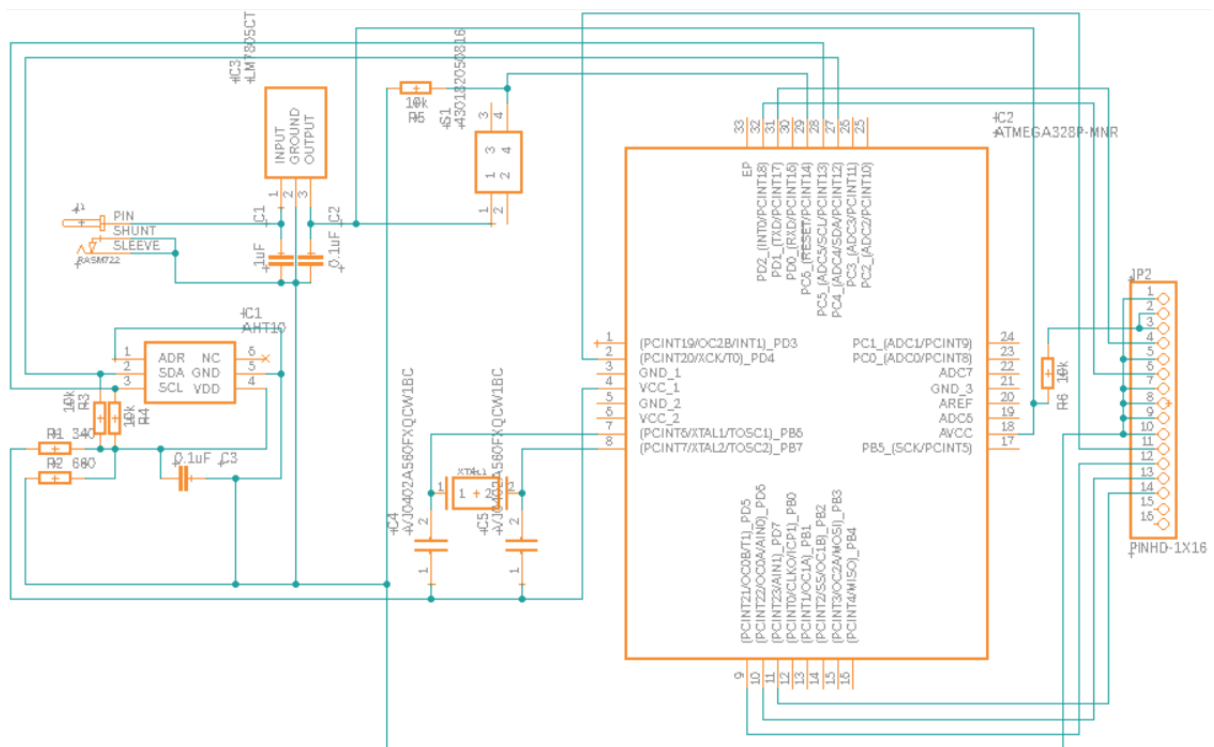 IC3
LM7805CT
INPUT
GROUND
OUTPUT
1
2
3
J1
PIN
SHUNT
SLEEVE
RASM722
C1
1uF
C2
0.1uF
10k
R5
S1
430182050816
3
4
3 4
1 2
1
2
IC1
AHT10
1 ADR NC 6
2 SDA GND 5
3 SCL VDD 4
10k
R3
10k
R4
R1 340
R2 680
0.1uF C3
C4
VJ0402A560FXQCW1BC
XTAL1
1 2
C5
VJ0402A560FXQCW1BC
2
1
2
1
IC2
ATMEGA328P-MNR
33
32
31
30
29
28
27
26
25
EP
PD2_(INT0/PCINT18)
PD1_(TXD/PCINT17)
PD0_(RXD/PCINT16)
PC6_(RESET/PCINT14)
PC5_(ADC5/SCL/PCINT13)
PC4_(ADC4/SDA/PCINT12)
PC3_(ADC3/PCINT11)
PC2_(ADC2/PCINT10)
1 (PCINT19/OC2B/INT1)_PD3
2 (PCINT20/XCK/T0)_PD4
3 GND_1
4 VCC_1
5 GND_2
6 VCC_2
7 (PCINT6/XTAL1/TOSC1)_PB6
8 (PCINT7/XTAL2/TOSC2)_PB7
PC1_(ADC1/PCINT9) 24
PC0_(ADC0/PCINT8) 23
ADC7 22
GND_3 21
AREF 20
ADC6 19
AVCC 18
PB5_(SCK/PCINT5) 17
(PCINT21/OC0B/T1)_PD5
(PCINT22/OC0A/AIN0)_PD6
(PCINT23/AIN1)_PD7
(PCINT0/CLKO/ICP1)_PB0
(PCINT1/OC1A)_PB1
(PCINT2/SS/OC1B)_PB2
(PCINT3/OC2A/MOSI)_PB3
(PCINT4/MISO)_PB4
9
10
11
12
13
14
15
16
10k
R6
JP2
1
2
3
4
5
6
7
8
9
10
11
12
13
14
15
16
PINHD-1X16